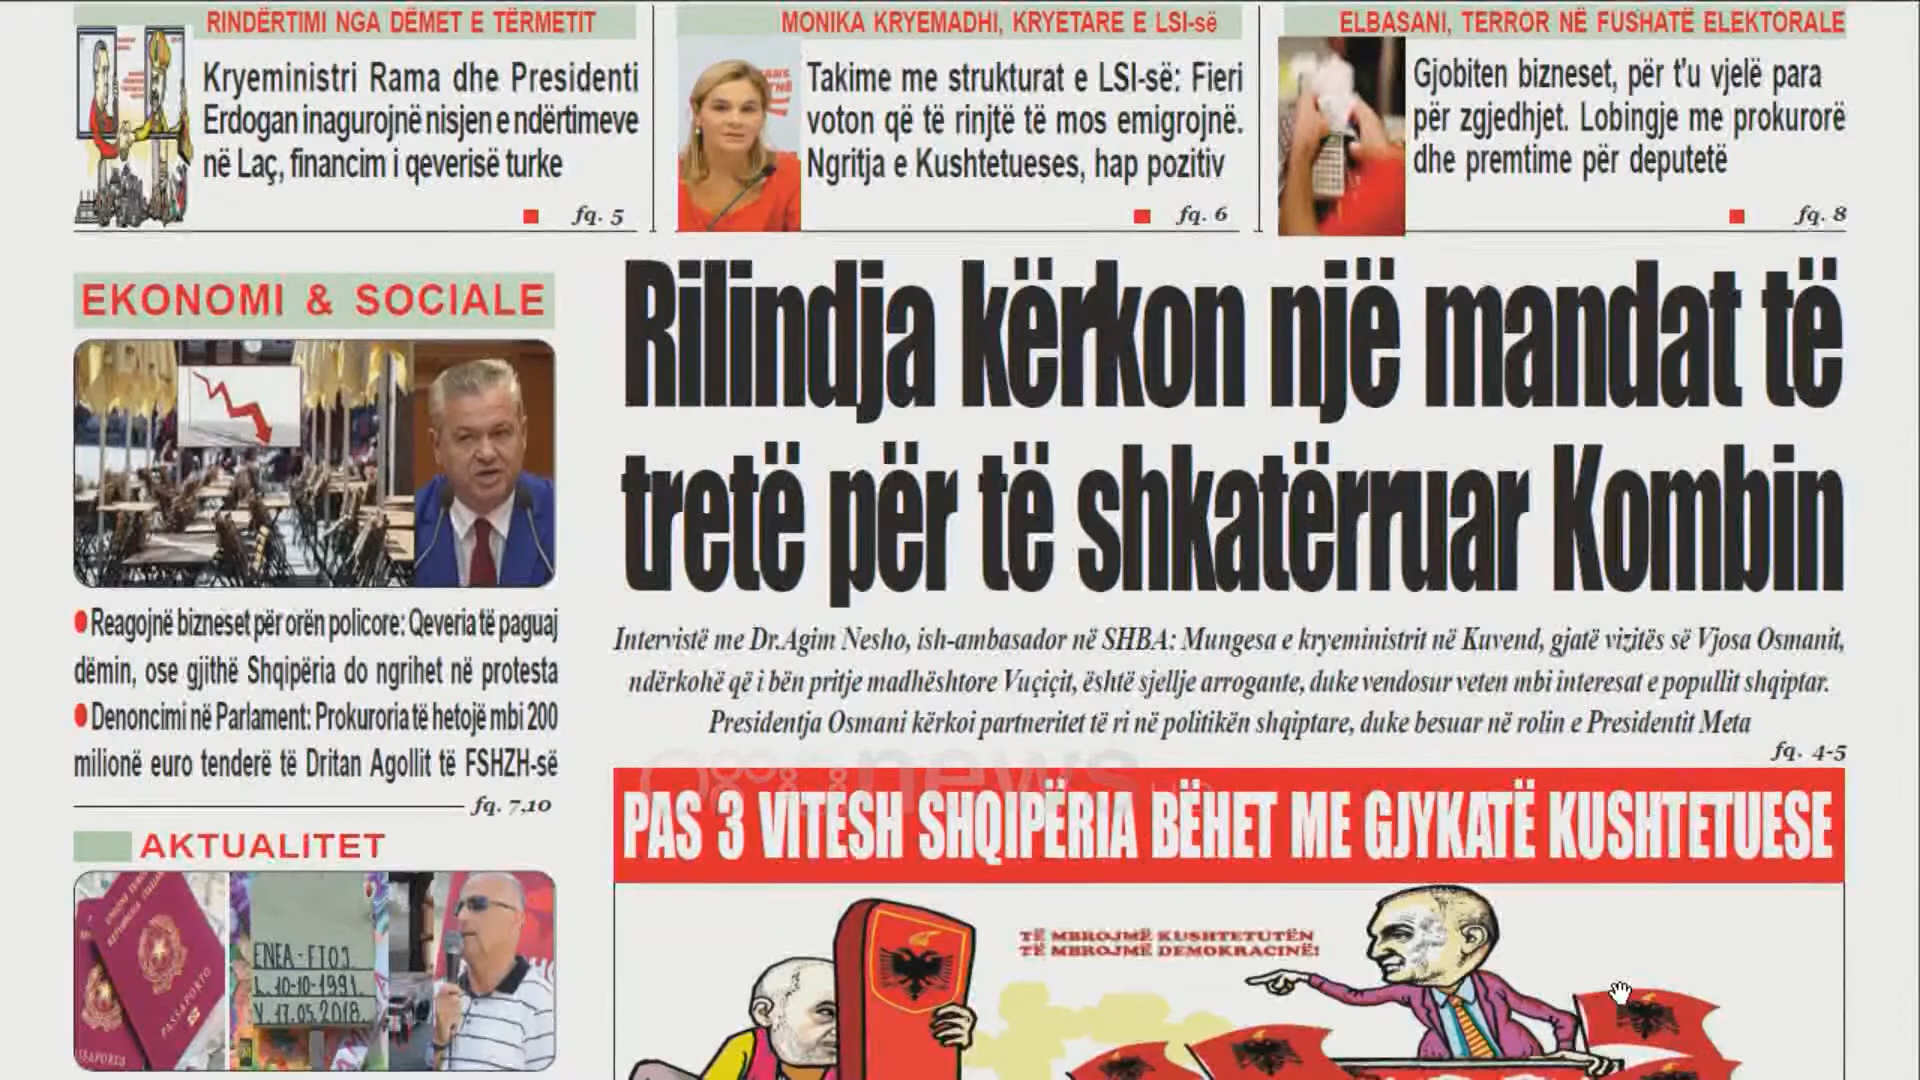 RINDËRTIMI NGA DËMET E TËRMETIT
Kryeministri Rama dhe Presidenti
Erdogan inagurojnë nisjen e ndërtimeve
në Laç, financim i qeverisë turke
fq. 5
MONIKA KRYEMADHI, KRYETARE E LSI-së
Takime me strukturat e LSI-së: Fieri
voton që të rinjtë të mos emigrojnë.
Ngritja e Kushtetueses, hap pozitiv
fq. 6
ELBASANI, TERROR NË FUSHATË ELEKTORALE
Gjobiten bizneset, për t'u vjelë para
për zgjedhjet. Lobingje me prokurorë
dhe premtime për deputetë
fq. 8
EKONOMI & SOCIALE
Reagojnë bizneset për orën policore: Qeveria të paguaj
dëmin, ose gjithë Shqipëria do ngrihet në protesta
Denoncimi në Parlament: Prokuroria të hetojë mbi 200
milionë euro tenderë të Dritan Agollit të FSHZH-së
fq. 7,10
AKTUALITET
PASSAPORTO
ENEA-FTOJ
L. 10-10-1991.
V. 17.05.2018.
Rilindja kërkon një mandat të
tretë për të shkatërruar Kombin
Intervistë me Dr.Agim Nesho, ish-ambasador në SHBA: Mungesa e kryeministrit në Kuvend, gjatë vizitës së Vjosa Osmanit,
ndërkohë që i bën pritje madhështore Vuçiçit, është sjellje arrogante, duke vendosur veten mbi interesat e popullit shqiptar.
Presidentja Osmani kërkoi partneritet të ri në politikën shqiptare, duke besuar në rolin e Presidentit Meta
fq. 4-5
news
PAS 3 VITESH SHQIPËRIA BËHET ME GJYKATË KUSHTETUESE
TË MBROJMË KUSHTETUTËN
TË MBROJMË DEMOKRACINË!